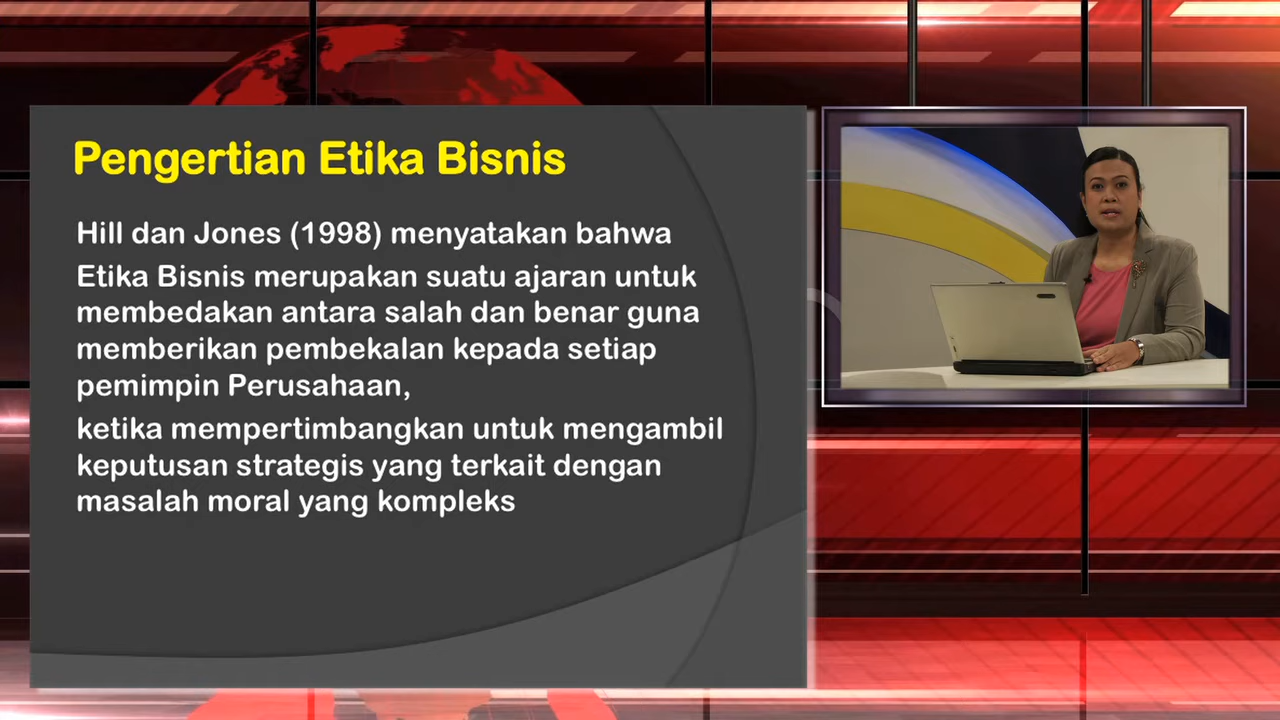 Pengertian Etika Bisnis
Hill dan Jones (1998) menyatakan bahwa
Etika Bisnis merupakan suatu ajaran untuk
membedakan antara salah dan benar guna
memberikan pembekalan kepada setiap
pemimpin Perusahaan,
ketika mempertimbangkan untuk mengambil
keputusan strategis yang terkait dengan
masalah moral yang kompleks